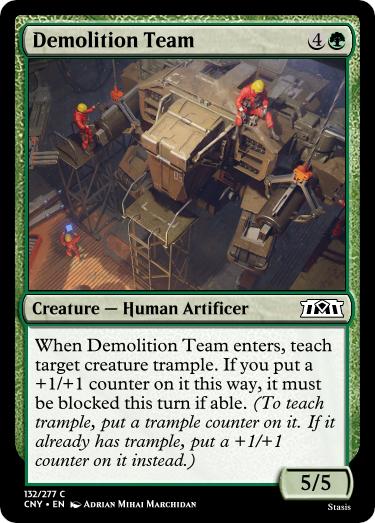 Demolition Team 4
Creature — Human Artificer
When Demolition Team enters, teach
target creature trample. If you put a
+1/+1 counter on it this way, it must
be blocked this turn if able. (To teach
trample, put a trample counter on it. If it
already has trample, put a +1/+1
counter on it instead.)
5/5
132/277 C
CNY • EN Adrian Mihai Marchidan
Stasis